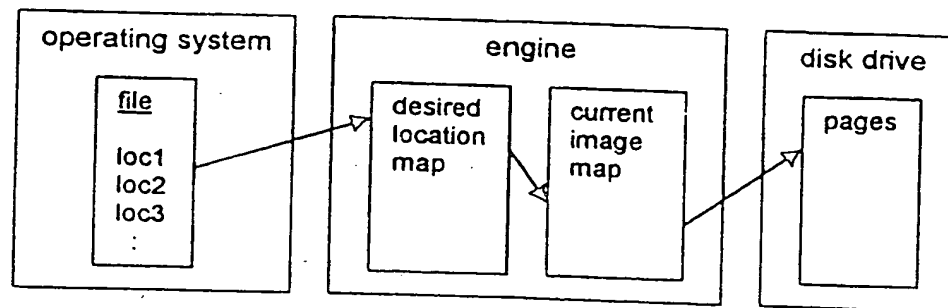 operating system
file
loc1
loc2
loc3
:
engine
desired
location
map
current
image
map
disk drive
pages